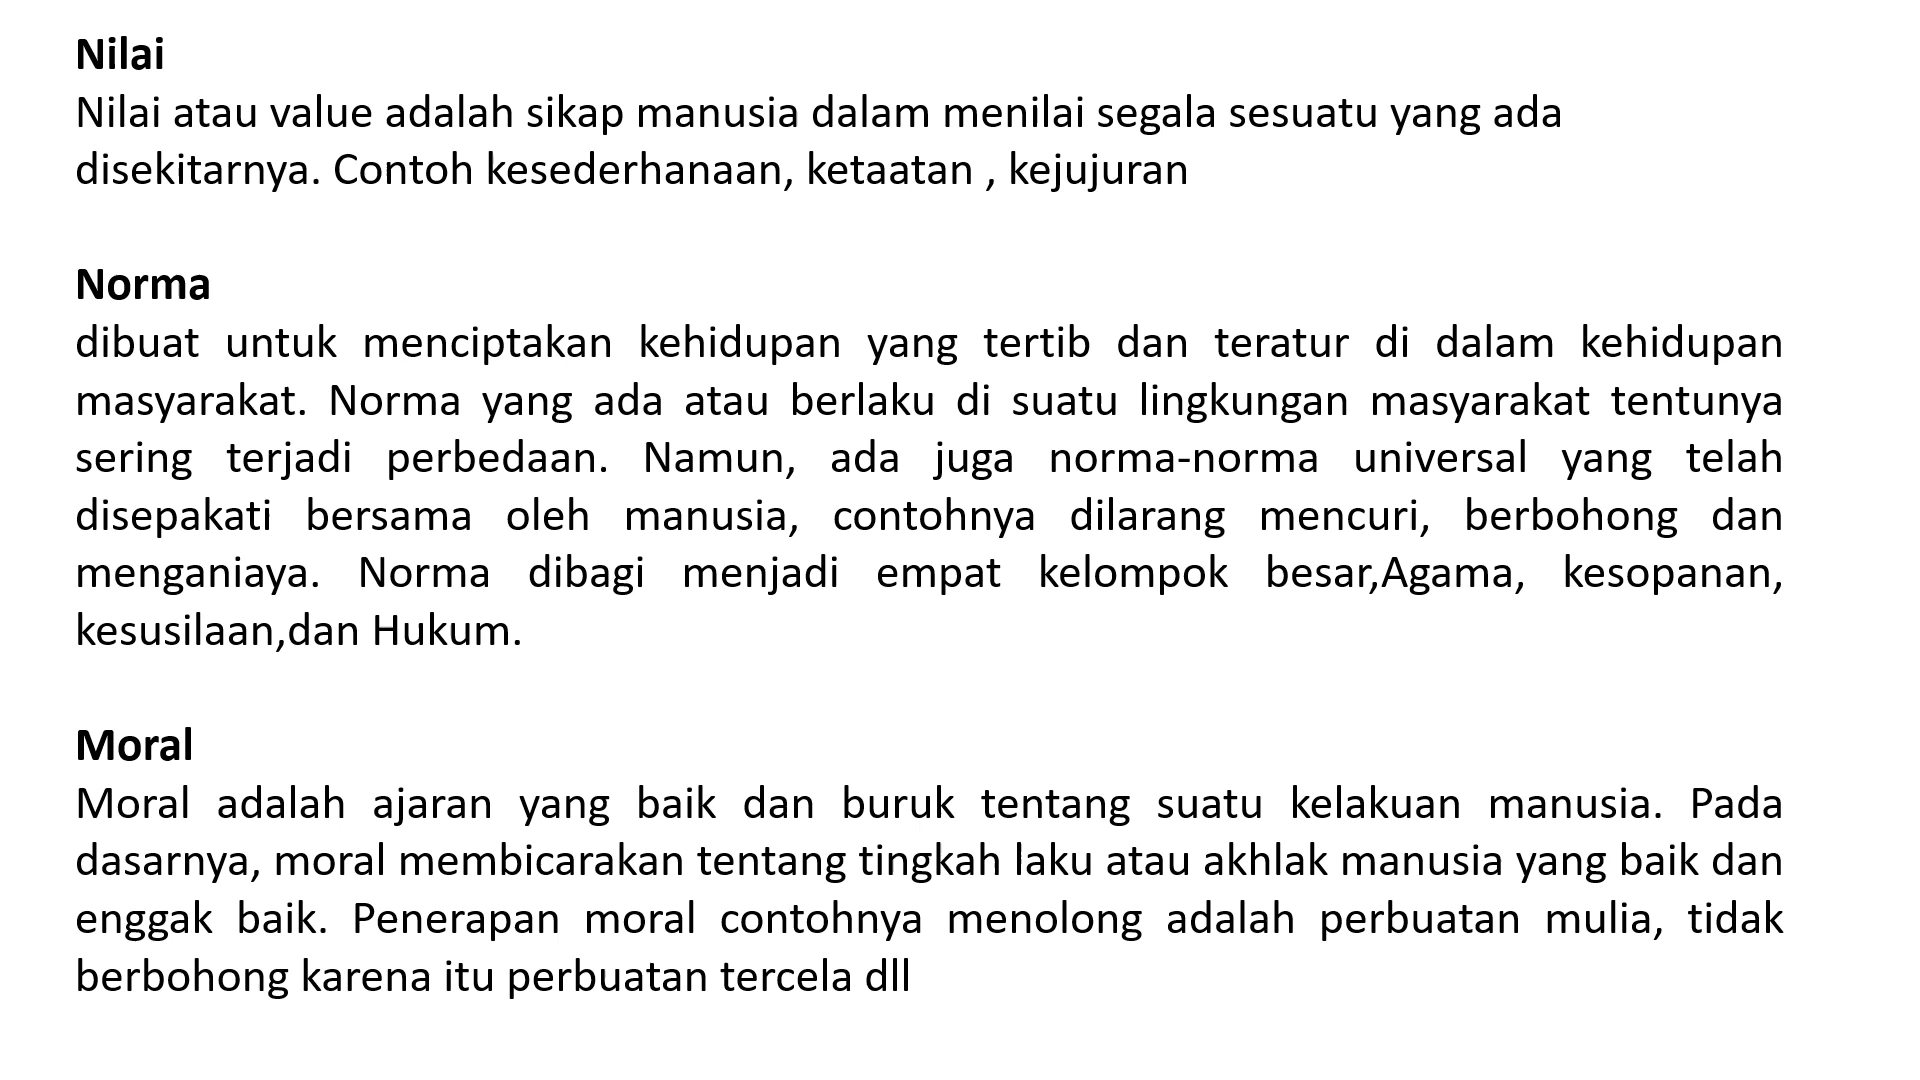 Nilai
Nilai atau value adalah sikap manusia dalam menilai segala sesuatu yang ada
disekitarnya. Contoh kesederhanaan, ketaatan , kejujuran
Norma
dibuat untuk menciptakan kehidupan yang tertib dan teratur di dalam kehidupan
masyarakat. Norma yang ada atau berlaku di suatu lingkungan masyarakat tentunya
sering terjadi perbedaan. Namun, ada juga norma-norma universal yang telah
disepakati bersama oleh manusia, contohnya dilarang mencuri, berbohong dan
menganiaya. Norma dibagi menjadi empat kelompok besar,Agama, kesopanan,
kesusilaan,dan Hukum.
Moral
Moral adalah ajaran yang baik dan buruk tentang suatu kelakuan manusia. Pada
dasarnya, moral membicarakan tentang tingkah laku atau akhlak manusia yang baik dan
enggak baik. Penerapan moral contohnya menolong adalah perbuatan mulia, tidak
berbohong karena itu perbuatan tercela dll